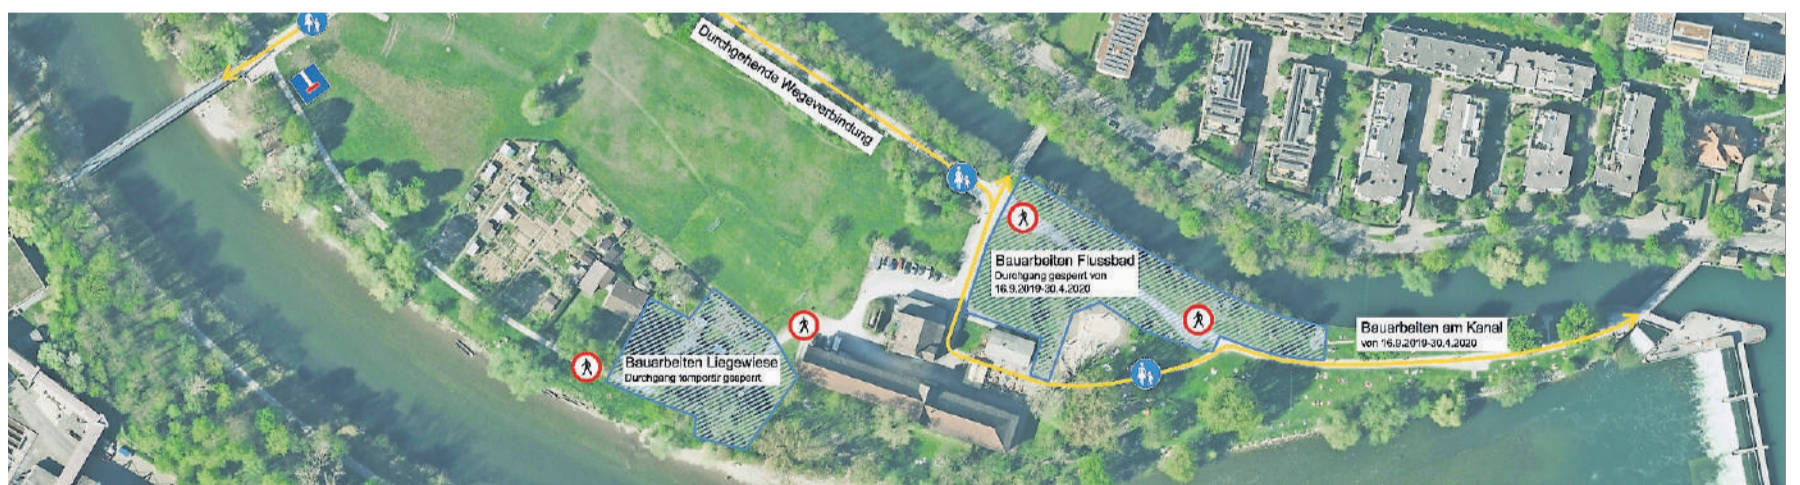 Durchgehende Wegeverbindung
Bauarbeiten Flussbad
Durchgang gesperrt von
16.9.2019-30.4.2020
Bauarbeiten am Kanal
von 16.9.2019-30.4.2020
Bauarbeiten Liegewiese
Durchgang temporär gesperrt